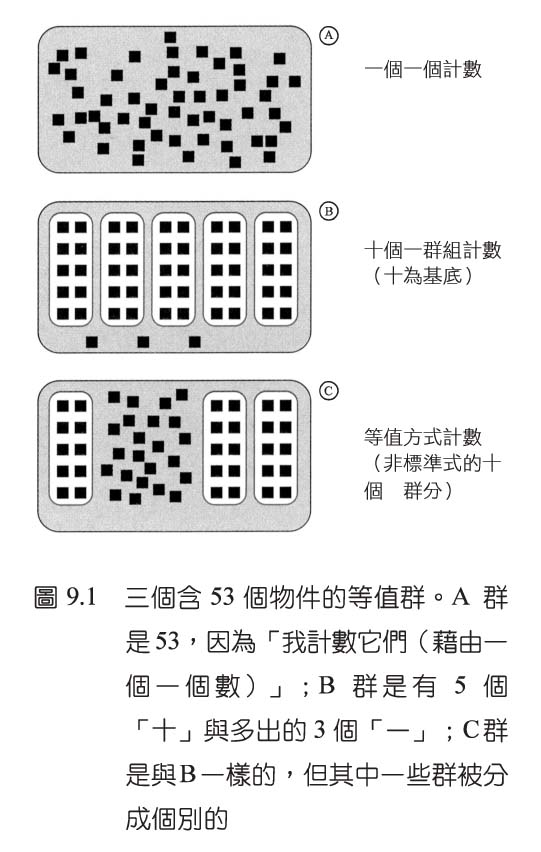 Ⓐ
一個一個計數
Ⓑ
十個一群組計數
（十為基底）
Ⓒ
等值方式計數
（非標準式的十
個 群分）
圖 9.1 三個含 53 個物件的等值群。A 群
是53，因為「我計數它們（藉由一
個一個數）」；B 群是有 5 個
「十」與多出的 3 個「一」；C群
是與B一樣的，但其中一些群被分
成個別的